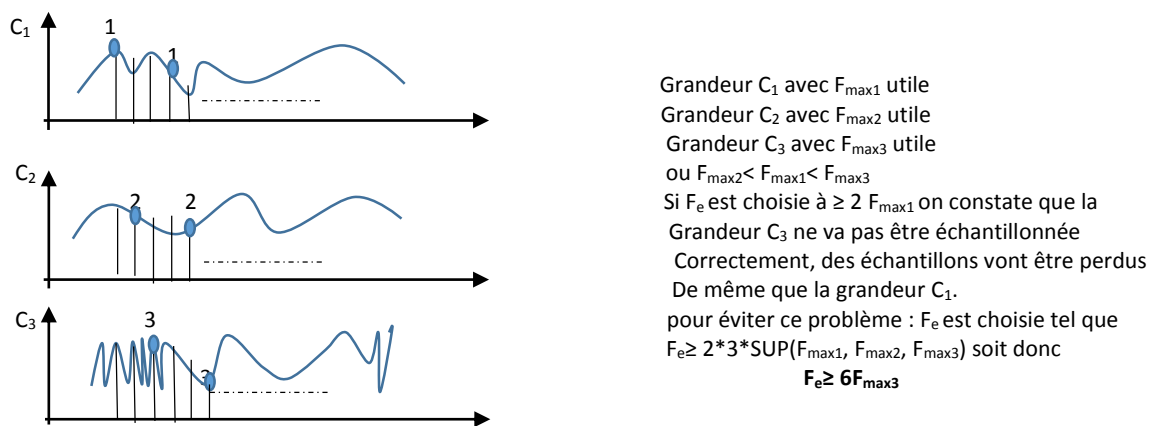 C1
1
1
C2
2
2
C3
3
3
Grandeur C1 avec Fmax1 utile
Grandeur C2 avec Fmax2 utile
Grandeur C3 avec Fmax3 utile
ou Fmax2< Fmax1< Fmax3
Si Fe est choisie à ≥ 2 Fmax1 on constate que la
Grandeur C3 ne va pas être échantillonnée
Correctement, des échantillons vont être perdus
De même que la grandeur C1.
pour éviter ce problème : Fe est choisie tel que
Fe≥ 2*3*SUP(Fmax1, Fmax2, Fmax3) soit donc
Fe≥ 6Fmax3